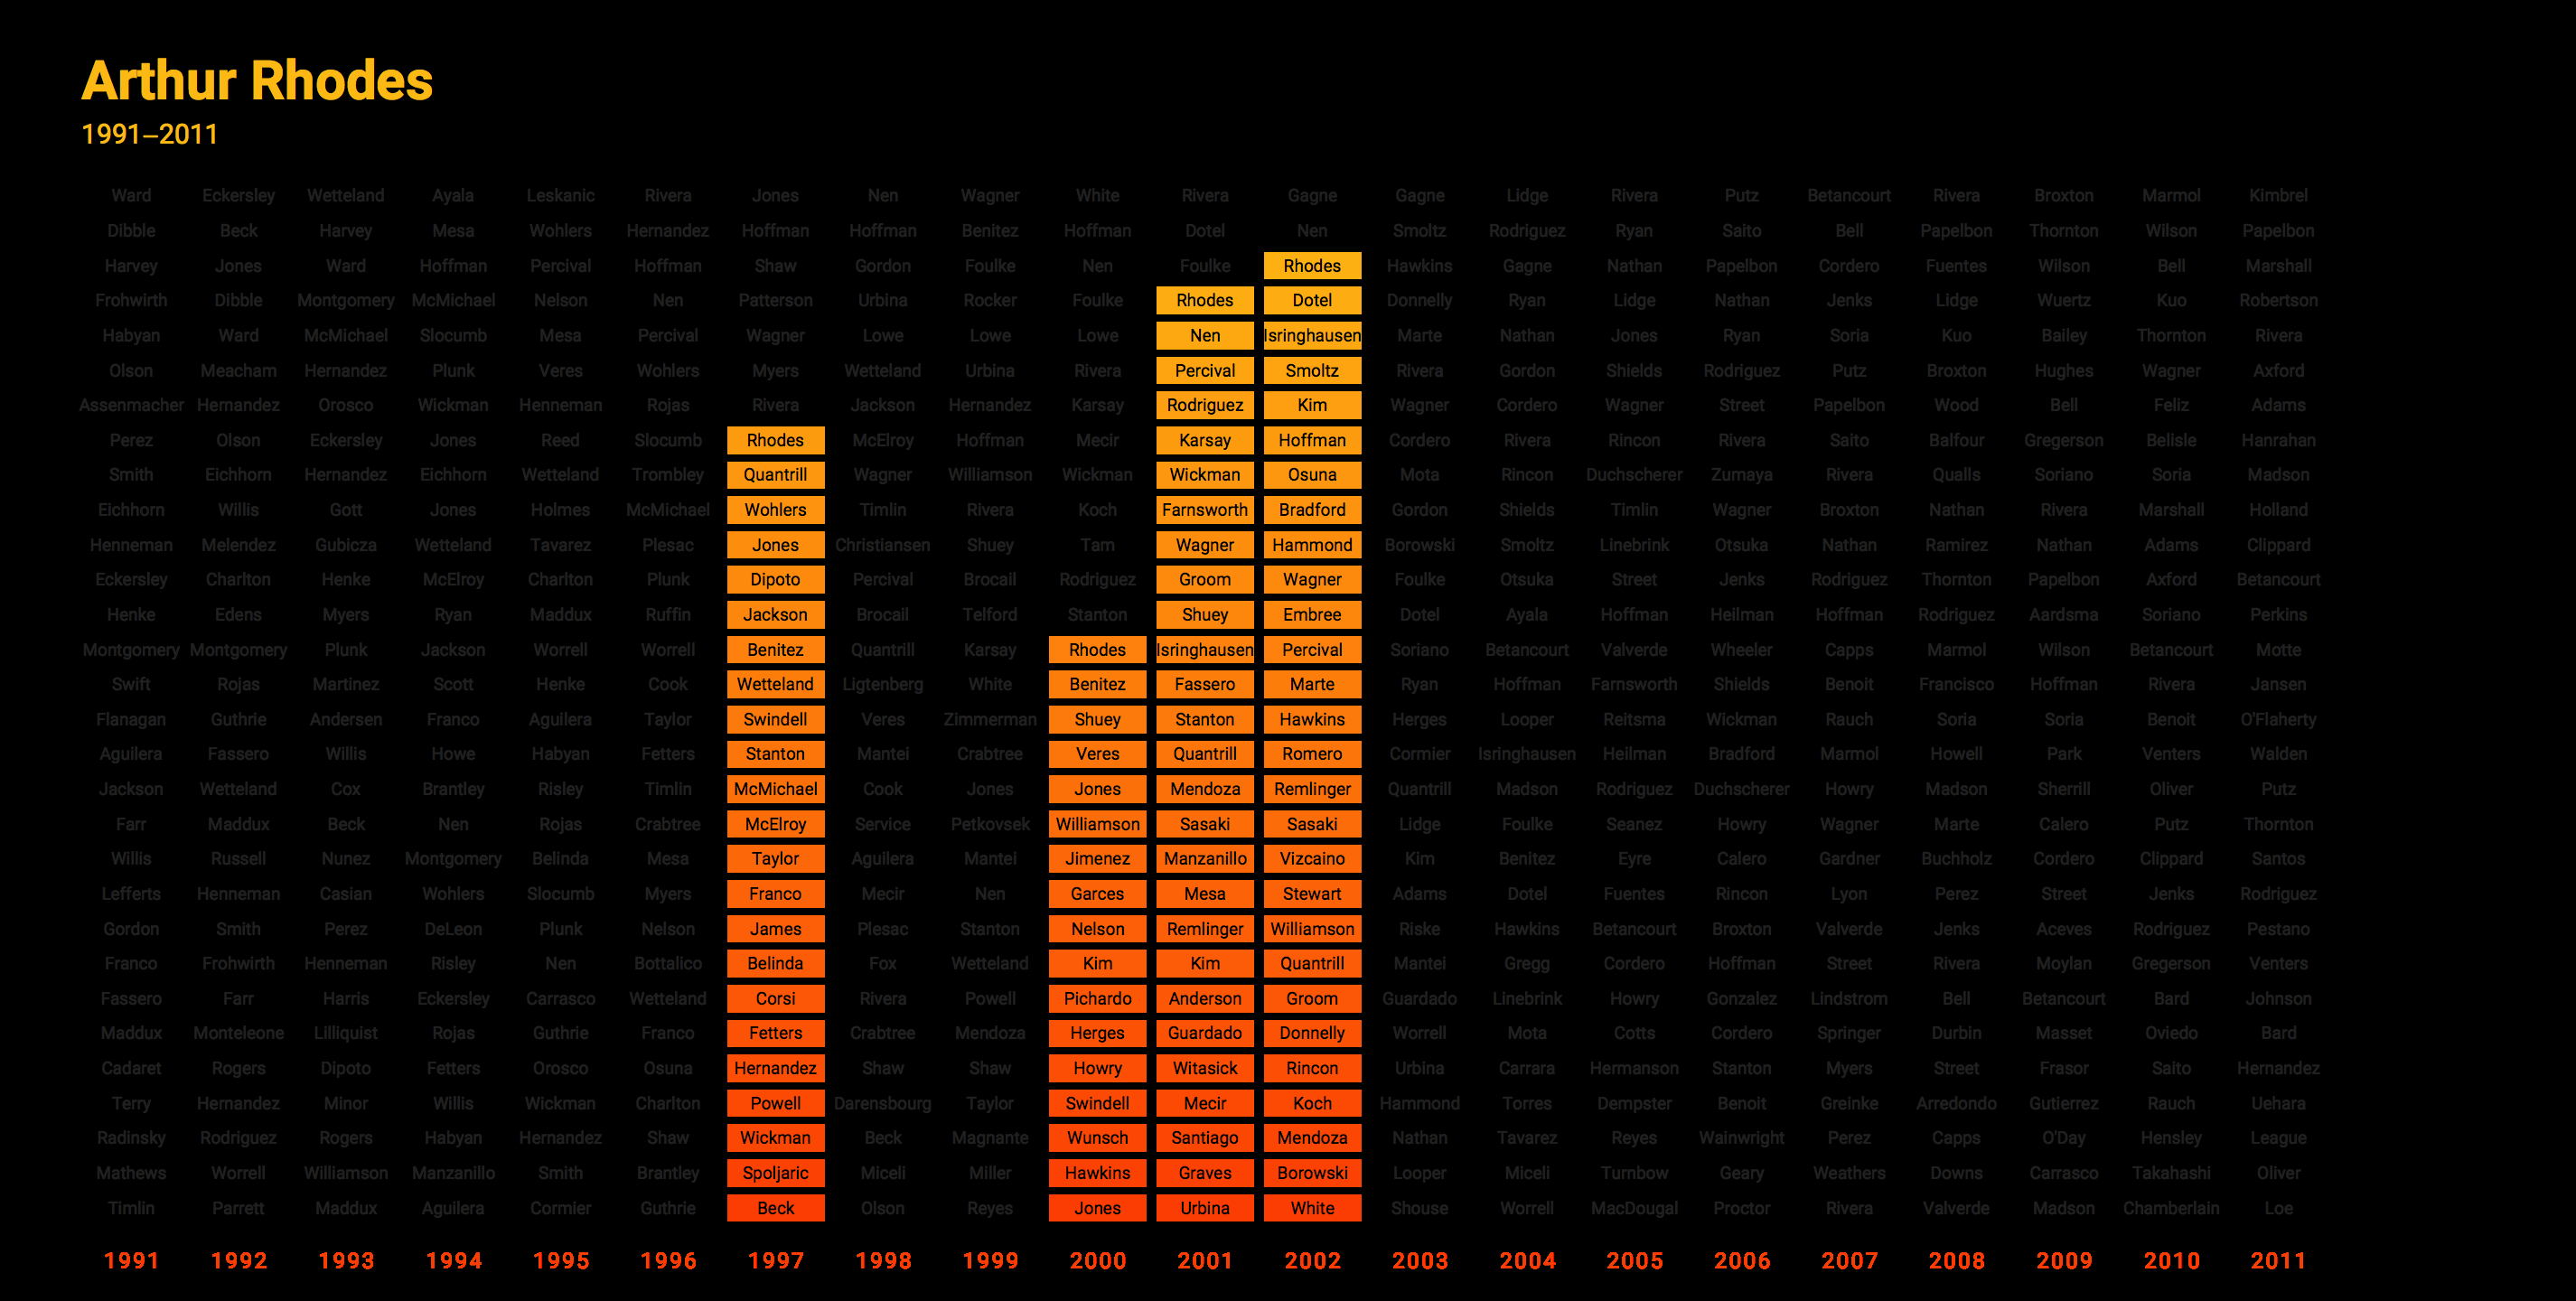 Arthur Rhodes
1991–2011
Ward Eckersley Wetteland Ayala Leskanic Rivera Jones Nen Wagner White Rivera Gagne Gagne Lidge Rivera Putz Betancourt Rivera Broxton Marmol Kimbrel
Dibble Beck Harvey Mesa Wohlers Hernandez Hoffman Hoffman Benitez Hoffman Dotel Nen Smoltz Rodriguez Ryan Saito Bell Papelbon Thornton Wilson Papelbon
Harvey Jones Ward Hoffman Percival Hoffman Shaw Gordon Foulke Nen Foulke Rhodes Hawkins Gagne Nathan Papelbon Cordero Fuentes Wilson Bell Marshall
Frohwirth Dibble Montgomery McMichael Nelson Nen Patterson Urbina Rocker Foulke Rhodes Dotel Donnelly Ryan Lidge Nathan Jenks Lidge Wuertz Kuo Robertson
Habyan Ward McMichael Slocumb Mesa Percival Wagner Lowe Lowe Lowe Nen Isringhausen Marte Nathan Jones Ryan Soria Kuo Bailey Thornton Rivera
Olson Meacham Hernandez Plunk Veres Wohlers Myers Wetteland Urbina Rivera Percival Smoltz Rivera Gordon Shields Rodriguez Putz Broxton Hughes Wagner Axford
Assenmacher Hernandez Orosco Wickman Henneman Rojas Rivera Jackson Hernandez Karsay Rodriguez Kim Wagner Cordero Wagner Street Papelbon Wood Bell Feliz Adams
Perez Olson Eckersley Jones Reed Slocumb Rhodes McElroy Hoffman Mecir Karsay Hoffman Cordero Rivera Rincon Rivera Saito Balfour Gregerson Belisle Hanrahan
Smith Eichhorn Hernandez Eichhorn Wetteland Trombley Quantrill Wagner Williamson Wickman Wickman Osuna Mota Rincon Duchscherer Zumaya Rivera Qualls Soriano Soria Madson
Eichhorn Willis Gott Jones Holmes McMichael Wohlers Timlin Rivera Koch Farnsworth Bradford Gordon Shields Timlin Wagner Broxton Nathan Rivera Marshall Holland
Henneman Melendez Gubicza Wetteland Tavarez Plesac Jones Christiansen Shuey Tam Wagner Hammond Borowski Smoltz Linebrink Otsuka Nathan Ramirez Nathan Adams Clippard
Eckersley Charlton Henke McElroy Charlton Plunk Dipoto Percival Brocail Rodriguez Groom Wagner Foulke Otsuka Street Jenks Rodriguez Thornton Papelbon Axford Betancourt
Henke Edens Myers Ryan Maddux Ruffin Jackson Brocail Telford Stanton Shuey Embree Dotel Ayala Hoffman Heilman Hoffman Rodriguez Aardsma Soriano Perkins
Montgomery Montgomery Plunk Jackson Worrell Worrell Benitez Quantrill Karsay Rhodes Isringhausen Percival Soriano Betancourt Valverde Wheeler Capps Marmol Wilson Betancourt Motte
Swift Rojas Martinez Scott Henke Cook Wetteland Ligtenberg White Benitez Fassero Marte Ryan Hoffman Farnsworth Shields Benoit Francisco Hoffman Rivera Jansen
Flanagan Guthrie Andersen Franco Aguilera Taylor Swindell Veres Zimmerman Shuey Stanton Hawkins Herges Looper Reitsma Wickman Rauch Soria Soria Benoit O'Flaherty
Aguilera Fassero Willis Howe Habyan Fetters Stanton Mantei Crabtree Veres Quantrill Romero Cormier Isringhausen Heilman Bradford Marmol Howell Park Venters Walden
Jackson Wetteland Cox Brantley Risley Timlin McMichael Cook Jones Jones Mendoza Remlinger Quantrill Madson Rodriguez Duchscherer Howry Madson Sherrill Oliver Putz
Farr Maddux Beck Nen Rojas Crabtree McElroy Service Petkovsek Williamson Sasaki Sasaki Lidge Foulke Seanez Howry Wagner Marte Calero Putz Thornton
Willis Russell Nunez Montgomery Belinda Mesa Taylor Aguilera Mantei Jimenez Manzanillo Vizcaino Kim Benitez Eyre Calero Gardner Buchholz Cordero Clippard Santos
Lefferts Henneman Casian Wohlers Slocumb Myers Franco Mecir Nen Garces Mesa Stewart Adams Dotel Fuentes Rincon Lyon Perez Street Jenks Rodriguez
Gordon Smith Perez DeLeon Plunk Nelson James Plesac Stanton Nelson Remlinger Williamson Riske Hawkins Betancourt Broxton Valverde Jenks Aceves Rodriguez Pestano
Franco Frohwirth Henneman Risley Nen Bottalico Belinda Fox Wetteland Kim Kim Quantrill Mantei Gregg Cordero Hoffman Street Rivera Moylan Gregerson Venters
Fassero Farr Harris Eckersley Carrasco Wetteland Corsi Rivera Powell Pichardo Anderson Groom Guardado Linebrink Howry Gonzalez Lindstrom Bell Betancourt Bard Johnson
Maddux Monteleone Lilliquist Rojas Guthrie Franco Fetters Crabtree Mendoza Herges Guardado Donnelly Worrell Mota Cotts Cordero Springer Durbin Masset Oviedo Bard
Cadaret Rogers Dipoto Fetters Orosco Osuna Hernandez Shaw Shaw Howry Witasick Rincon Urbina Carrara Hermanson Stanton Myers Street Frasor Saito Hernandez
Terry Hernandez Minor Willis Wickman Charlton Powell Darensbourg Taylor Swindell Mecir Koch Hammond Torres Dempster Benoit Greinke Arredondo Gutierrez Rauch Uehara
Radinsky Rodriguez Rogers Habyan Hernandez Shaw Wickman Beck Magnante Wunsch Santiago Mendoza Nathan Tavarez Reyes Wainwright Perez Capps O'Day Hensley League
Mathews Worrell Williamson Manzanillo Smith Brantley Spoljaric Miceli Miller Hawkins Graves Borowski Looper Miceli Turnbow Geary Weathers Downs Carrasco Takahashi Oliver
Timlin Parrett Maddux Aguilera Cormier Guthrie Beck Olson Reyes Jones Urbina White Shouse Worrell MacDougal Proctor Rivera Valverde Madson Chamberlain Loe
1991 1992 1993 1994 1995 1996 1997 1998 1999 2000 2001 2002 2003 2004 2005 2006 2007 2008 2009 2010 2011